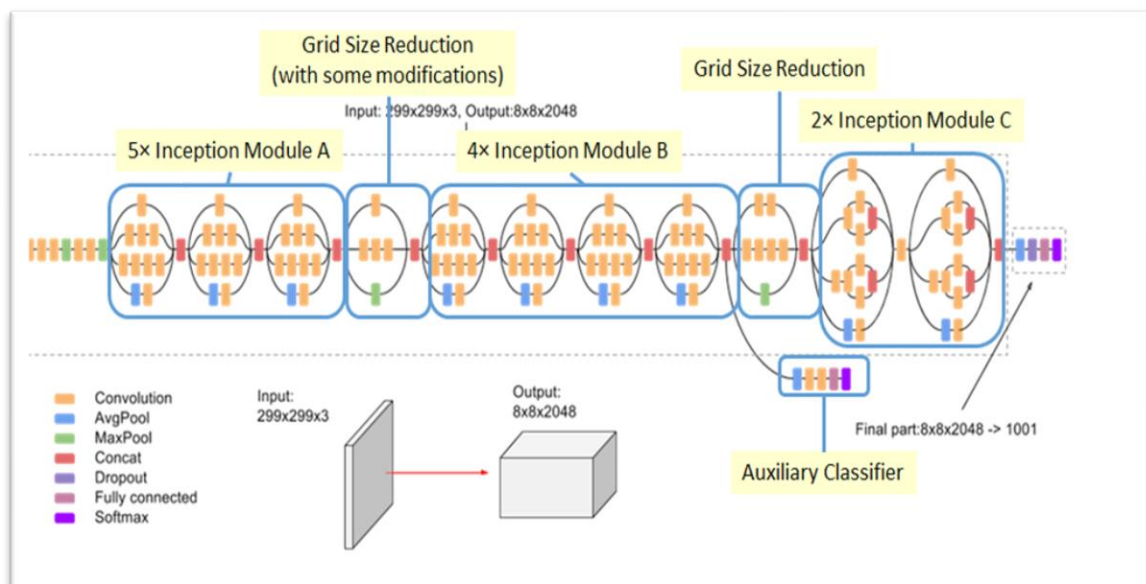 Grid Size Reduction
(with some modifications)
Grid Size Reduction
Input: 299x299x3, Output:8x8x2048
2× Inception Module C
5× Inception Module A
4× Inception Module B
Convolution
AvgPool
MaxPool
Concat
Dropout
Fully connected
Softmax
Input:
299x299x3
Output:
8x8x2048
Final part:8x8x2048 -> 1001
Auxiliary Classifier